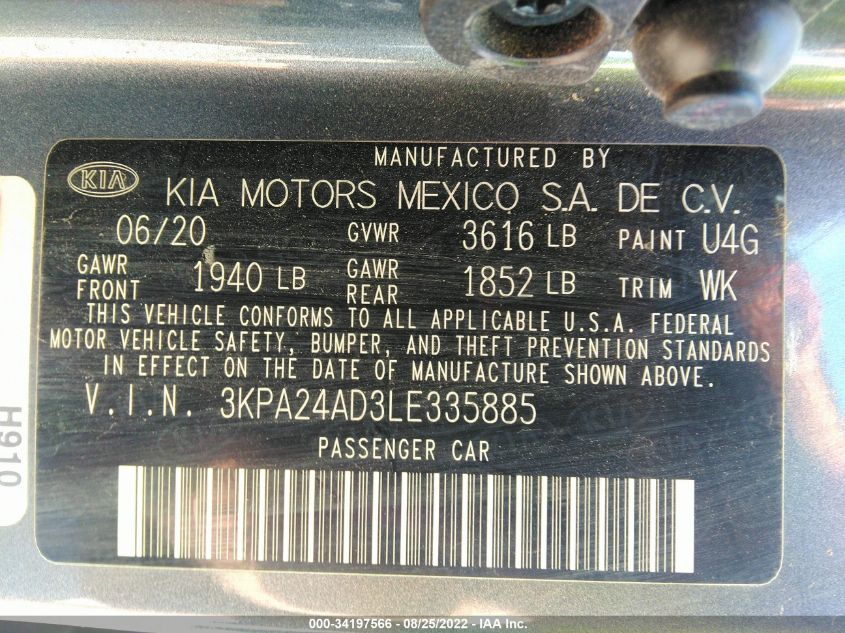 MANUFACTURED BY
KIA KIA MOTORS MEXICO S.A. DE C.V.
06/20 GVWR 3616 LB PAINT U4G
GAWR FRONT 1940 LB GAWR REAR 1852 LB TRIM WK
THIS VEHICLE CONFORMS TO ALL APPLICABLE U.S.A. FEDERAL
MOTOR VEHICLE SAFETY, BUMPER, AND THEFT PREVENTION STANDARDS
IN EFFECT ON THE DATE OF MANUFACTURE SHOWN ABOVE.
V.I.N. 3KPA24AD3LE335885
PASSENGER CAR
H910
000-34197566 - 08/25/2022 - IAA Inc.